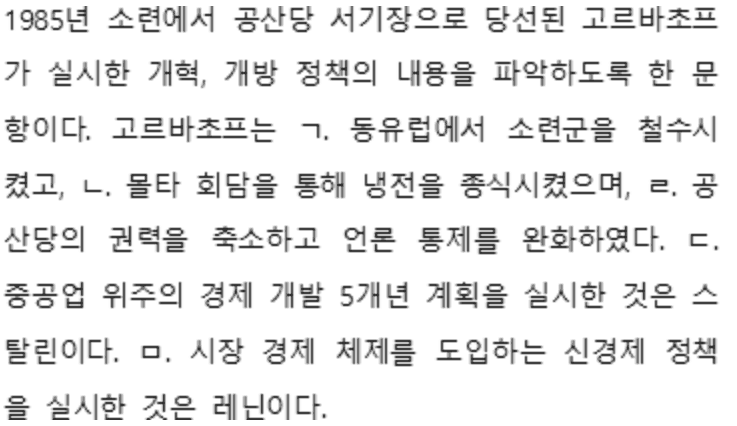 1985년 소련에서 공산당 서기장으로 당선된 고르바초프
가 실시한 개혁, 개방 정책의 내용을 파악하도록 한 문
항이다. 고르바초프는 ㄱ. 동유럽에서 소련군을 철수시
켰고, ㄴ. 몰타 회담을 통해 냉전을 종식시켰으며, ㄹ. 공
산당의 권력을 축소하고 언론 통제를 완화하였다. ㄷ.
중공업 위주의 경제 개발 5개년 계획을 실시한 것은 스
탈린이다. ㅁ. 시장 경제 체제를 도입하는 신경제 정책
을 실시한 것은 레닌이다.